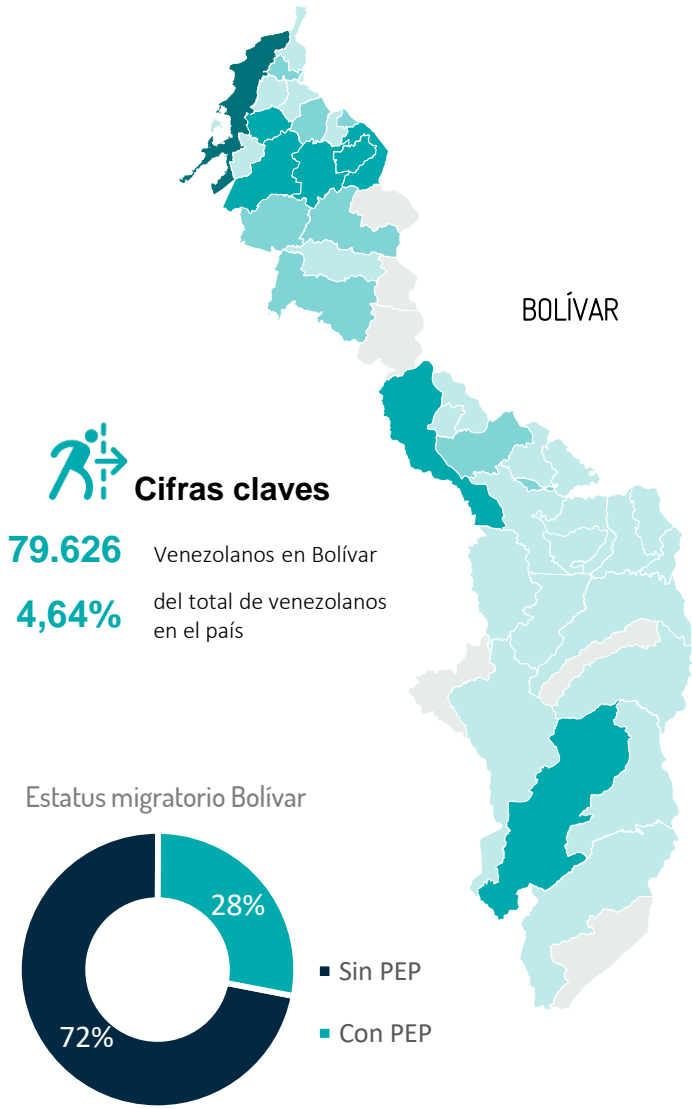 BOLÍVAR
Cifras claves
79.626 Venezolanos en Bolívar
4,64% del total de venezolanos
en el país
Estatus migratorio Bolívar
28%
72%
Sin PEP
Con PEP